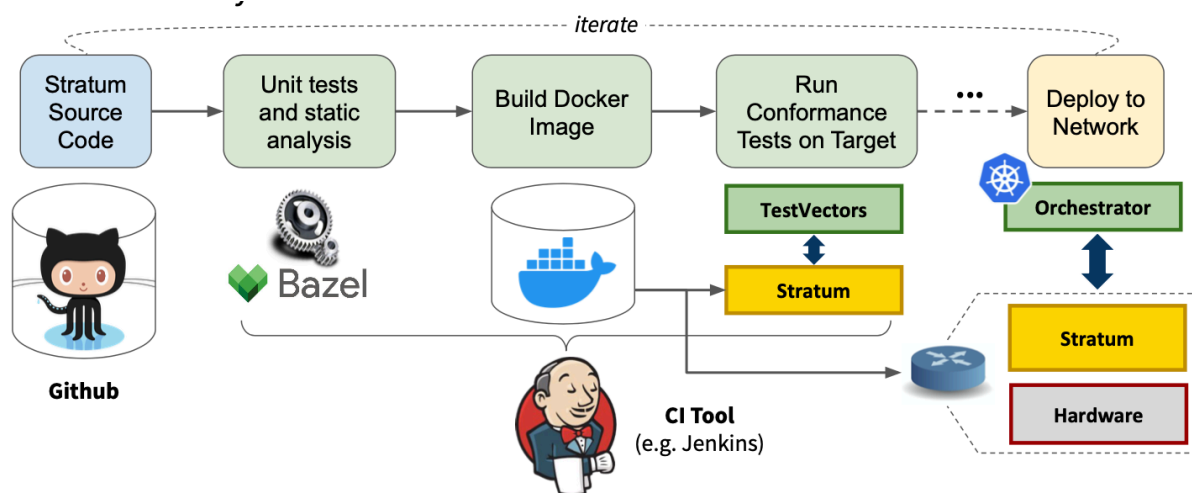 iterate
Stratum
Source
Code
Unit tests
and static
analysis
Build Docker
Image
Run
Conformance
Tests on Target
...
Deploy to
Network
TestVectors
Orchestrator
Bazel
Stratum
Stratum
Github
CI Tool
(e.g. Jenkins)
Hardware